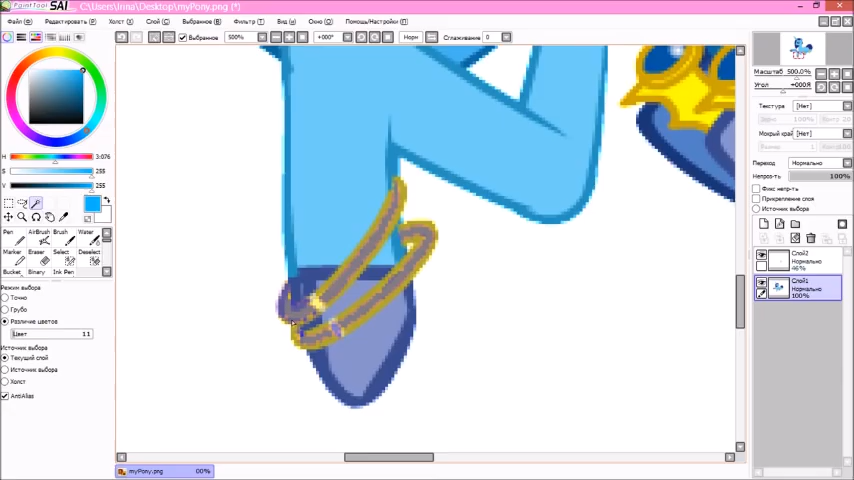 PaintTool SAI C:\Users\Inna\Desktop\myPony.png (*)
Файл (F) Редактировать (R) Холст (X) Слой (C) Выбранное (B) Фильтр (T) Вид (и) Окно (O) Помощь/Настройки (П)
Выбранное 500% +000° Норм Сглаживание 0
Масштаб 500.0%
Угол +000Я
Текстура [Нет]
Мокрый край [Нет]
Переход Нормально
Непроз-ть 100%
Фикс непр-ть
Прикрепление слоя
Источник выбора
Слой2
Нормально
46%
Слой1
Нормально
100%
H 3:076
S 255
V 255
Pen AirBrush Brush Water
Marker Eraser Select Deselect
Bucket Binary Ink Pen
Режим выбора
Точно
Грубо
Различие цветов
Цвет 11
Источник выбора
Текущий слой
Источник выбора
Холст
AntiAlias
myPony.png 00%